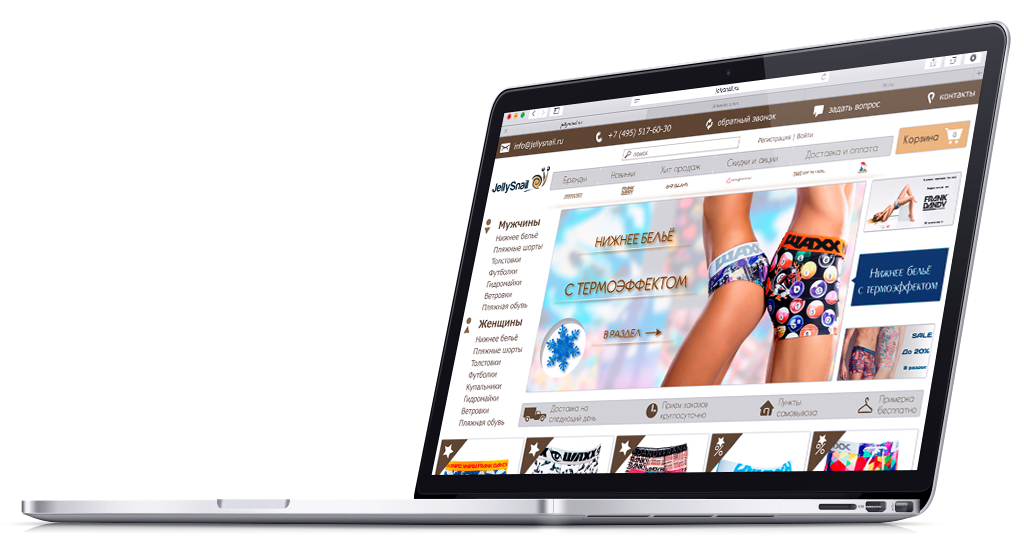 jellysnail.ru
jellysnail.ru
info@jellysnail.ru
+7 (495) 517-60-30
обратный звонок
задать вопрос
контакты
JellySnail
поиск
Регистрация | Войти
Корзина
0
Бренды
Новинки
Хит продаж
Скидки и акции
Доставка и оплата
Мужчины
Нижнее бельё
Пляжные шорты
Толстовки
Футболки
Гидромайки
Ветровки
Пляжная обувь
Женщины
Нижнее бельё
Пляжные шорты
Толстовки
Футболки
Купальники
Гидромайки
Ветровки
Пляжная обувь
НИЖНЕЕ БЕЛЬЁ
С ТЕРМОЭФФЕКТОМ
В РАЗДЕЛ
WAXX
WAXX
FRANK
DANDY
Нижнее бельё
с термоэффектом
SALE
До 20%
В раздел
Доставка на
следующий день
Прием заказов
круглосуточно
Пункты
самовывоза
Примерка
бесплатно
WAXX
%
%